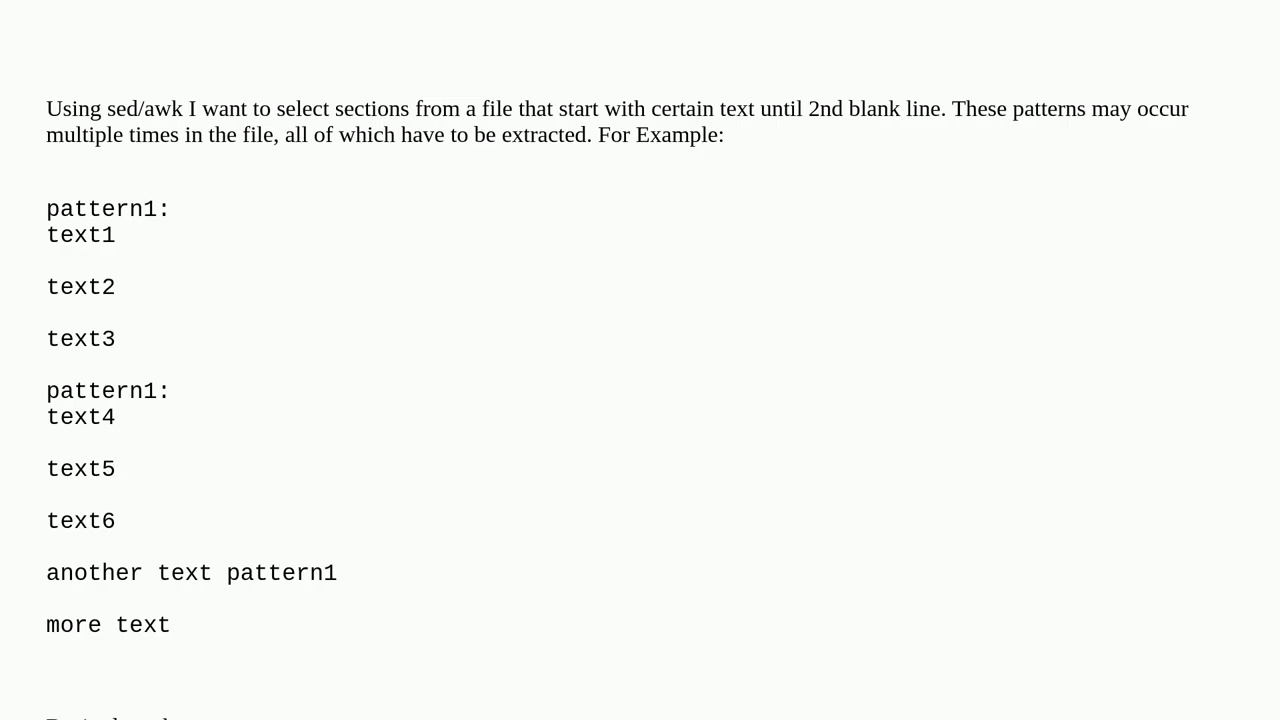 Using sed/awk I want to select sections from a file that start with certain text until 2nd blank line. These patterns may occur
multiple times in the file, all of which have to be extracted. For Example:
pattern1:
text1
text2
text3
pattern1:
text4
text5
text6
another text pattern1
more text